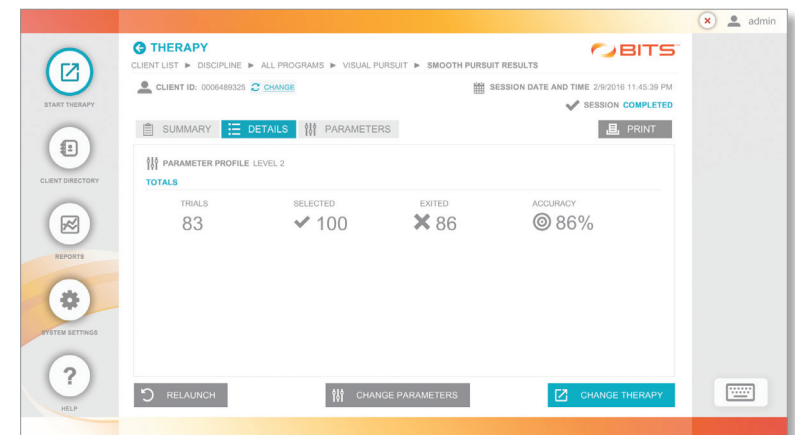 admin
START THERAPY
CLIENT DIRECTORY
REPORTS
SYSTEM SETTINGS
?
HELP
THERAPY
BITS
CLIENT LIST ▶ DISCIPLINE ▶ ALL PROGRAMS ▶ VISUAL PURSUIT ▶ SMOOTH PURSUIT RESULTS
CLIENT ID: 0006489325 CHANGE
SESSION DATE AND TIME 2/9/2016 11:45:39 PM
SESSION COMPLETED
SUMMARY DETAILS PARAMETERS PRINT
PARAMETER PROFILE LEVEL 2
TOTALS
TRIALS SELECTED EXITED ACCURACY
83 100 86 86%
RELAUNCH CHANGE PARAMETERS CHANGE THERAPY